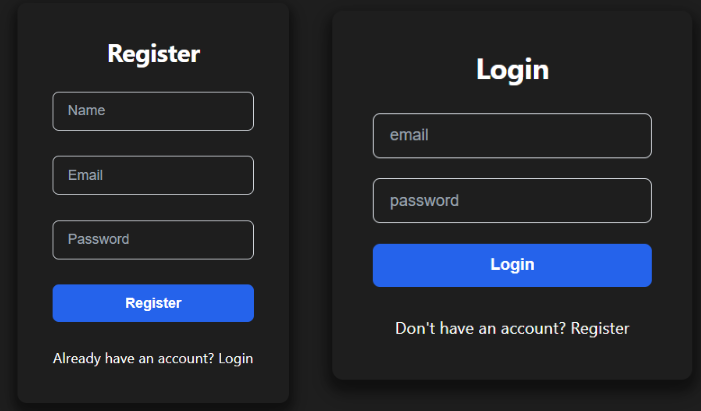 Register
Name
Email
Password
Register
Already have an account? Login
Login
email
password
Login
Don't have an account? Register